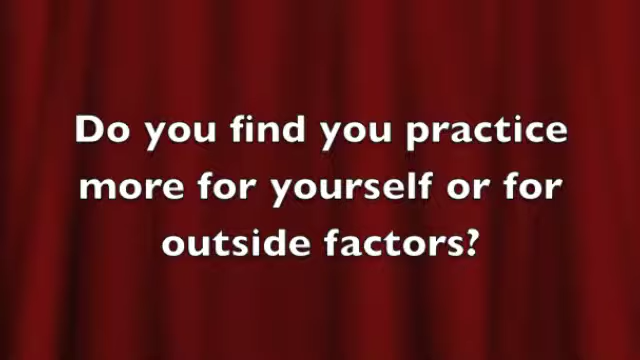 Do you find you practice
more for yourself or for
outside factors?